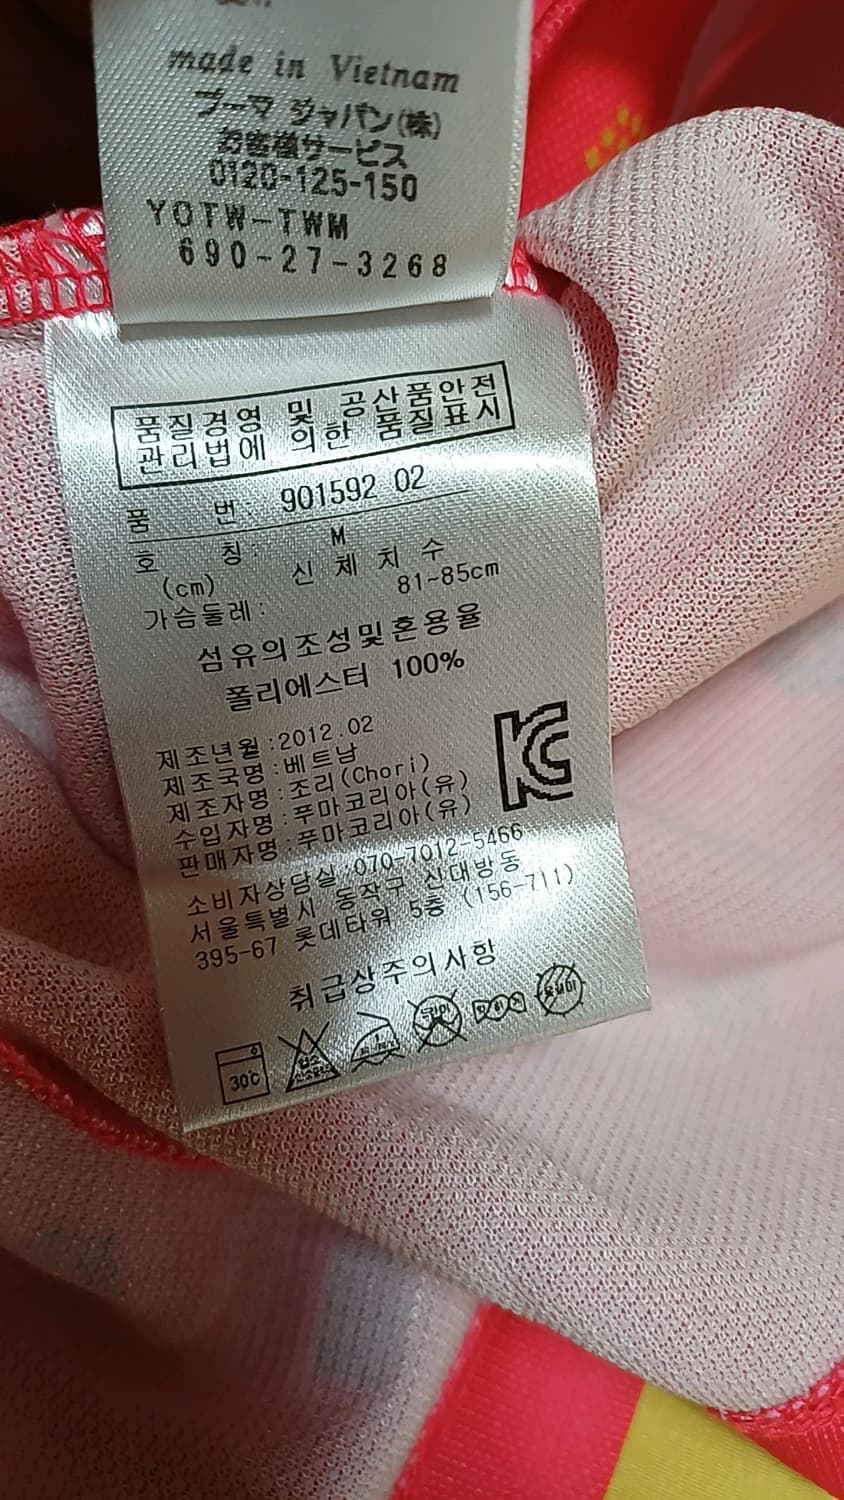 made in Vietnam
プーマ ジャパン(株)
お客様サービス
0120-125-150
YOTW-TWM
690-27-3268
품질경영 및 공산품안전
관리법에 의한 품질표시
품 번: 901592 02
호 칭: M
(cm) 신체치수
가슴둘레: 81~85cm
섬유의조성및혼용율
폴리에스터 100%
제조년월:2012.02
제조국명:베트남
제조자명:조리(Chori)
수입자명:푸마코리아(유)
판매자명:푸마코리아(유)
소비자상담실:070-7012-5466
서울특별시 동작구 신대방동
395-67 롯데타워 5층 (156-711)
취급상주의사항
30℃